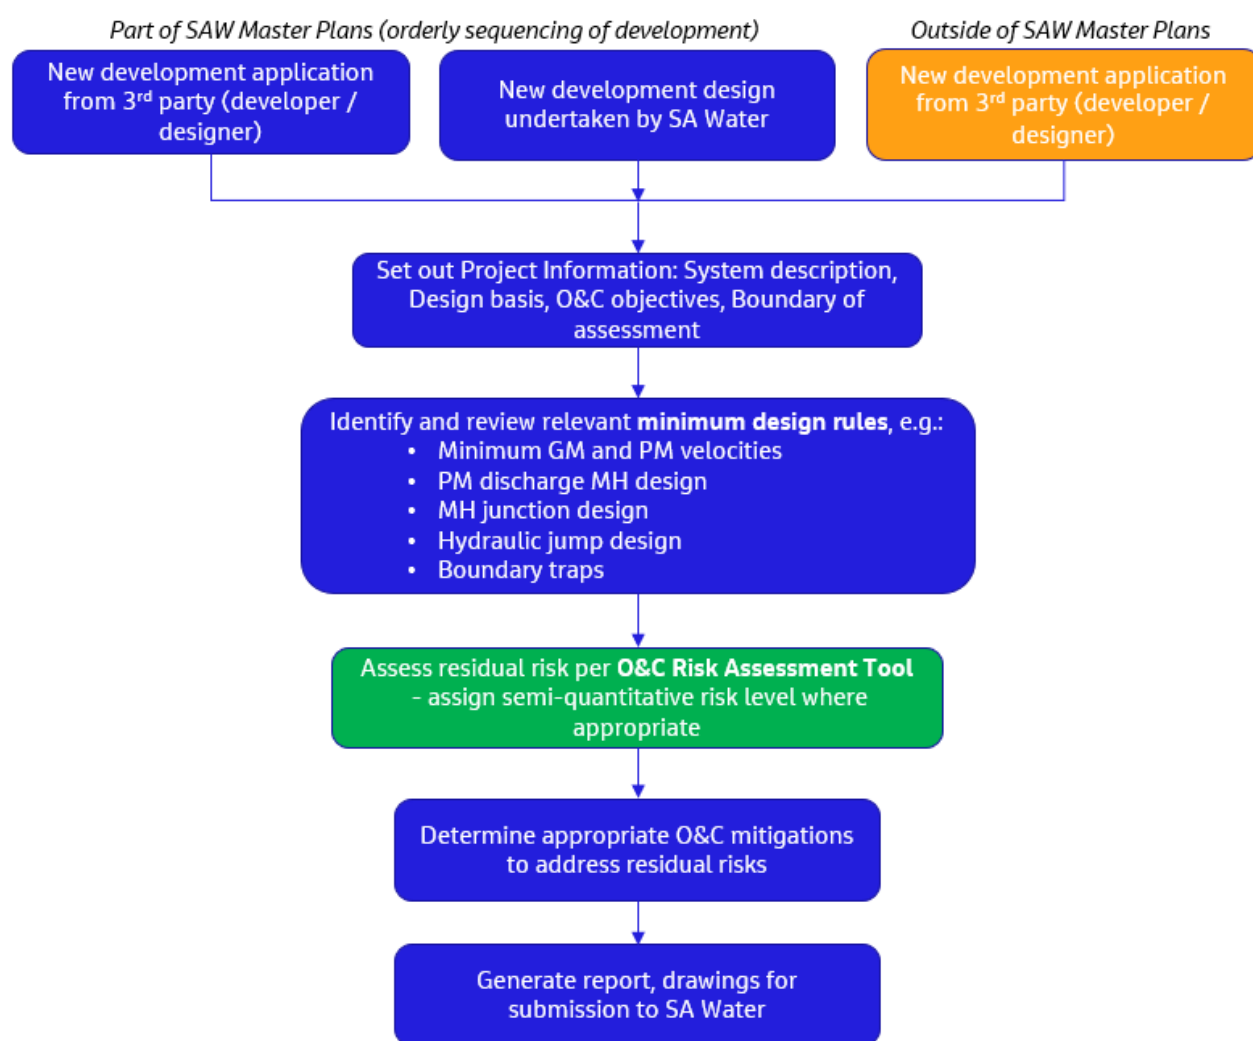 Part of SAW Master Plans (orderly sequencing of development)
Outside of SAW Master Plans
New development application
from 3rd party (developer /
designer)
New development design
undertaken by SA Water
New development application
from 3rd party (developer /
designer)
Set out Project Information: System description,
Design basis, O&C objectives, Boundary of
assessment
Identify and review relevant minimum design rules, e.g.:
• Minimum GM and PM velocities
• PM discharge MH design
• MH junction design
• Hydraulic jump design
• Boundary traps
Assess residual risk per O&C Risk Assessment Tool
- assign semi-quantitative risk level where
appropriate
Determine appropriate O&C mitigations
to address residual risks
Generate report, drawings for
submission to SA Water